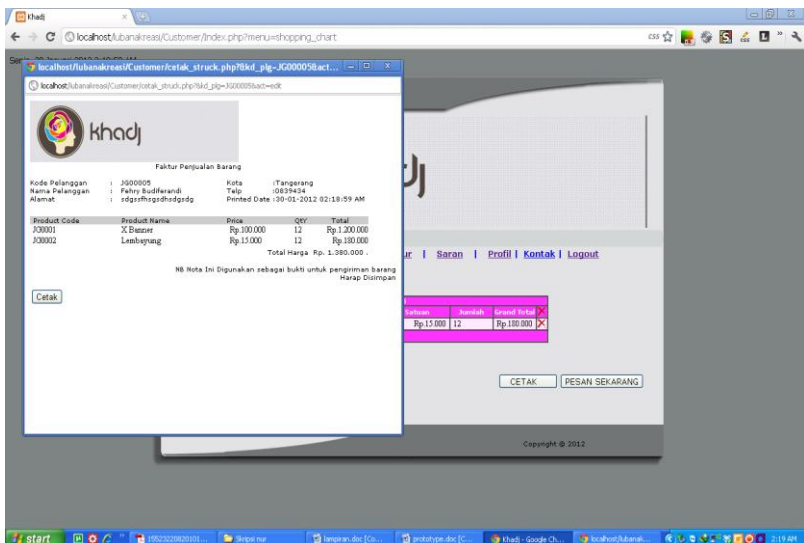 Khadj
localhost/lubanakreasi/Customer/Index.php?menu=shopping_chart
css
localhost/lubanakreasi/Customer/cetak_struck.php?&kd_plg=JG00005&act...
localhost/lubanakreasi/Customer/cetak_struck.php?&kd_plg=JG00005&act=edit
khadj
Faktur Penjualan Barang
Kode Pelanggan : JG00005 Kota :Tangerang
Nama Pelanggan : Fehry Budiferandi Telp :0839434
Alamat : Printed Date :30-01-2012 02:18:59 AM
Product Code Product Name Price QTY Total
JG0001 X Banner Rp.100.000 12 Rp.1.200.000
JG0002 Lembayung Rp.15.000 12 Rp.180.000
Total Harga Rp. 1.380.000 .
NB Nota Ini Digunakan sebagai bukti untuk pengiriman barang
Harap Disimpan
Cetak
ur | Saran | Profil | Kontak | Logout
Satuan Jumlah Grand Total
Rp.15.000 12 Rp.180.000
CETAK PESAN SEKARANG
Copyright @ 2012
start
Skripsi nur
lampiran.doc [Co...
prototype.doc [C...
Khadj - Google Ch...
localhost/lubanak...
2:19 AM